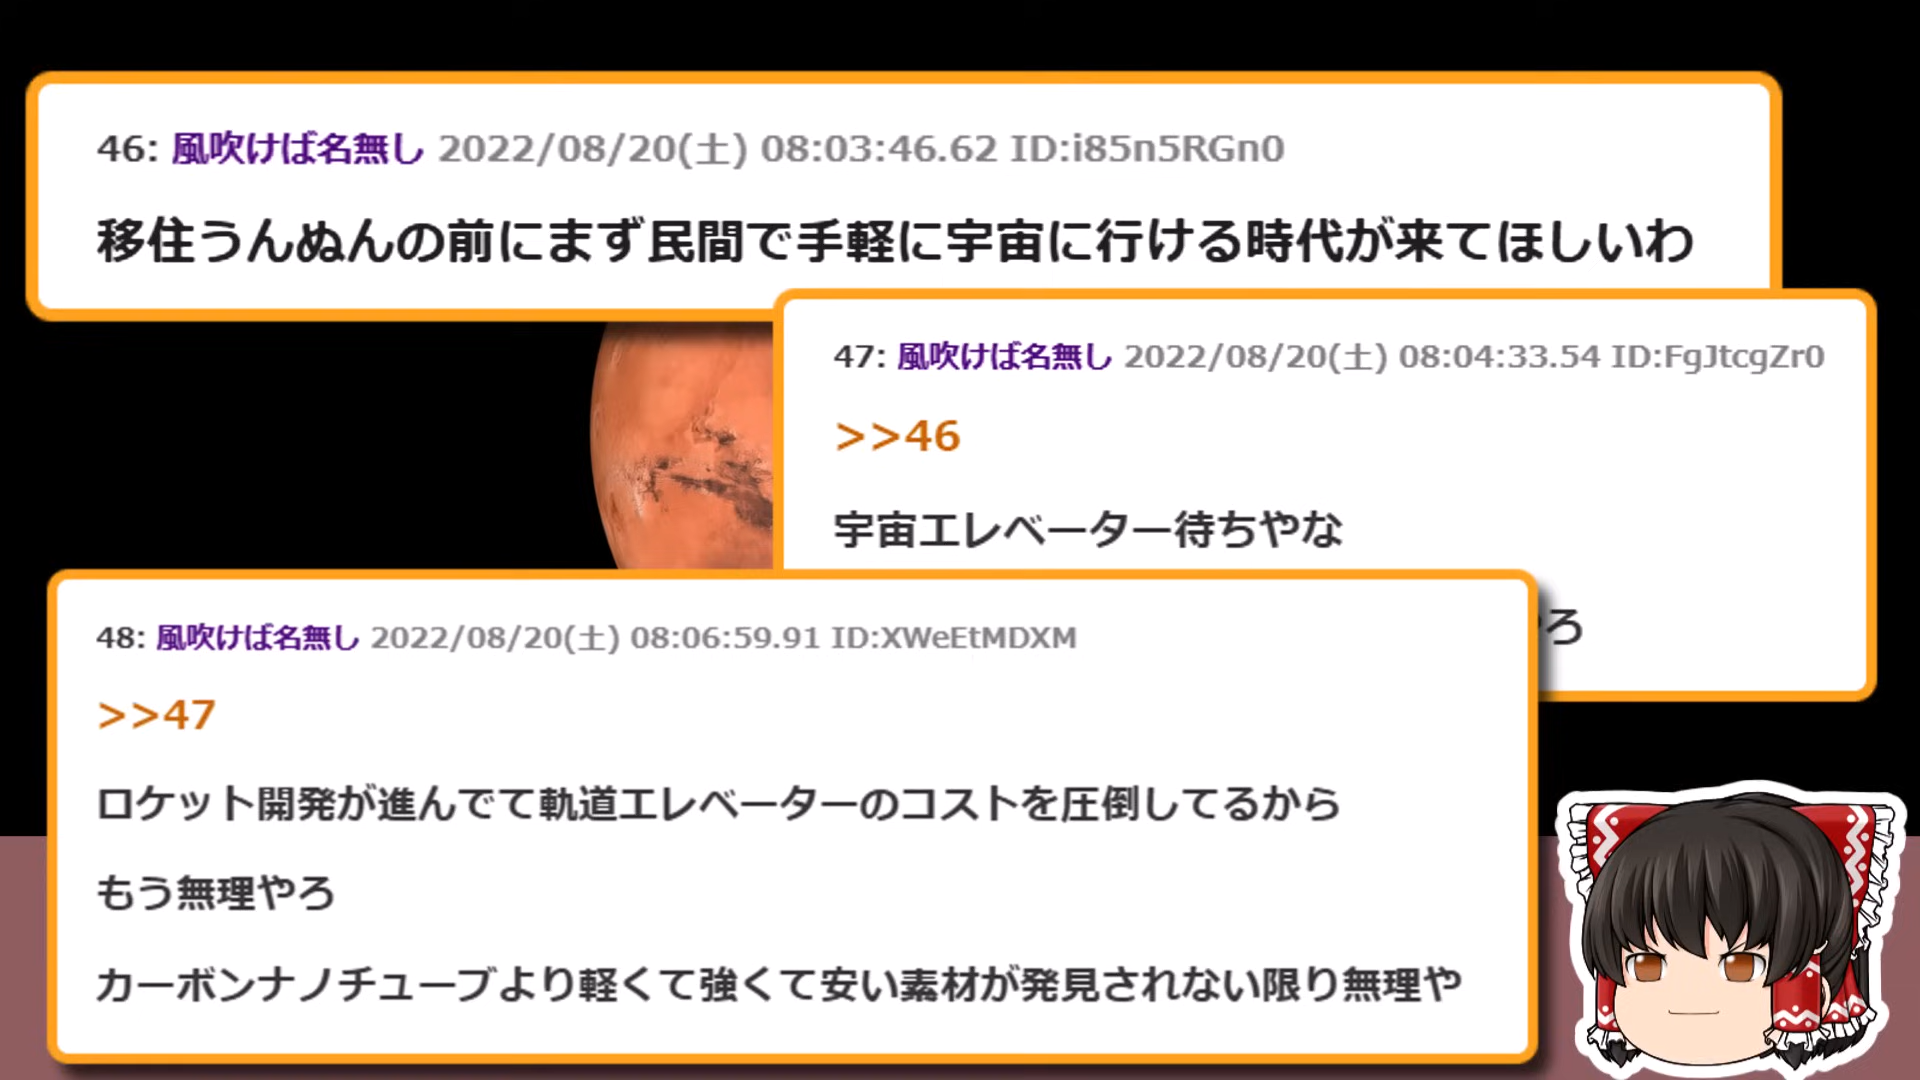 46: 風吹けば名無し 2022/08/20(土) 08:03:46.62 ID:i85n5RGn0
移住うんぬんの前にまず民間で手軽に宇宙に行ける時代が来てほしいわ
47: 風吹けば名無し 2022/08/20(土) 08:04:33.54 ID:FgJtcgZr0
>>46
宇宙エレベーター待ちやな
ろ
48: 風吹けば名無し 2022/08/20(土) 08:06:59.91 ID:XWeEtMDXM
>>47
ロケット開発が進んでて軌道エレベーターのコストを圧倒してるから
もう無理やろ
カーボンナノチューブより軽くて強くて安い素材が発見されない限り無理や